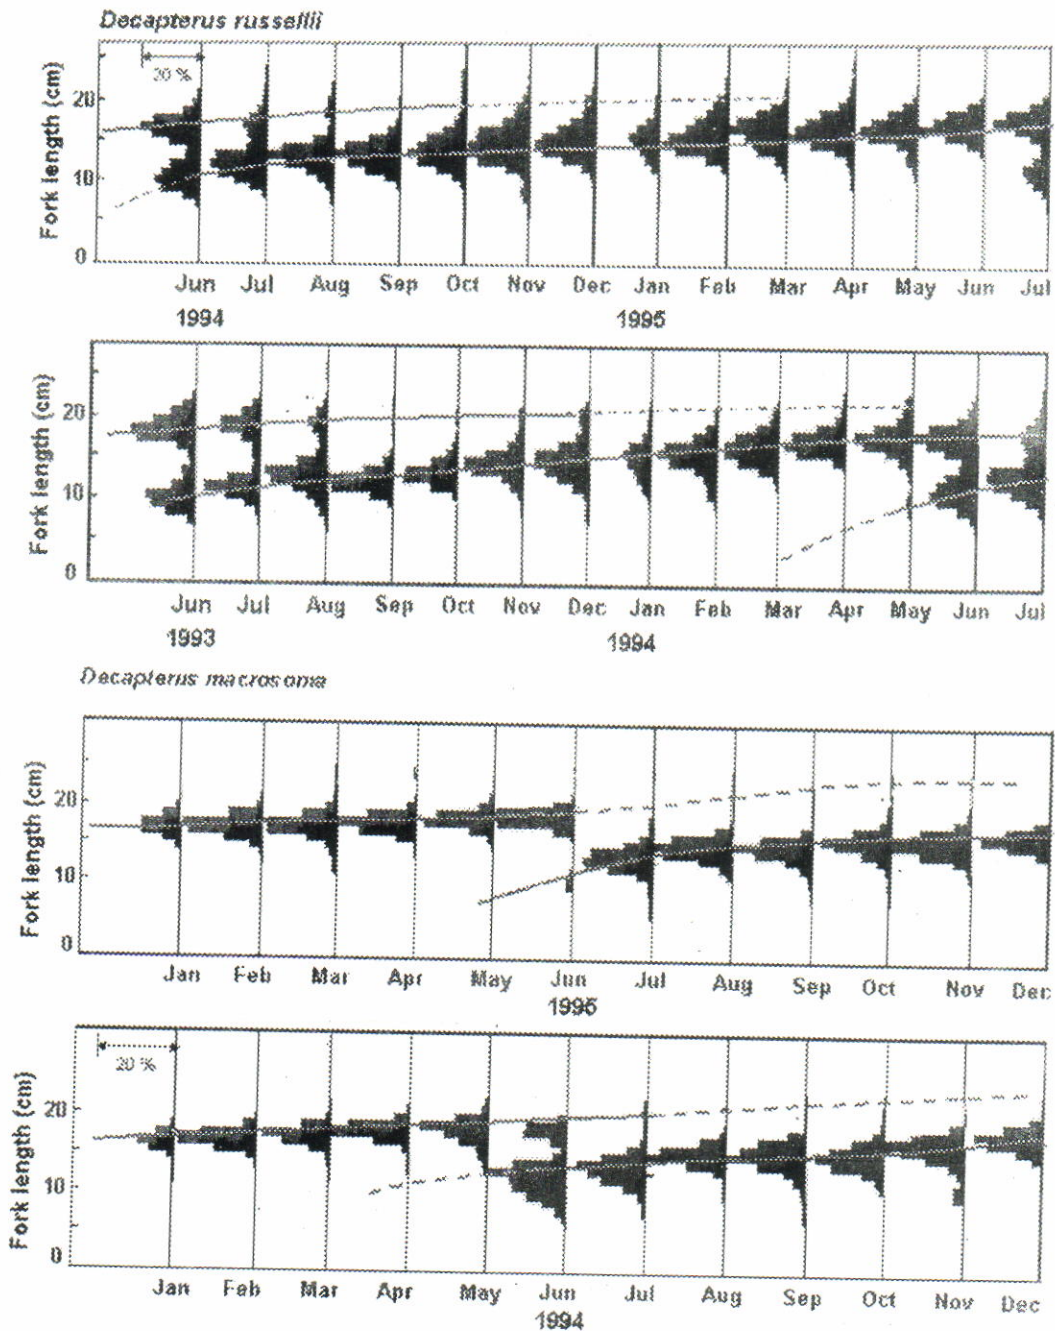 Decapterus russellii
20 %
Fork length (cm)
20
10
0
Jun Jul Aug Sep Oct Nov Dec Jan Feb Mar Apr May Jun Jul
1994 1995
Fork length (cm)
20
10
0
Jun Jul Aug Sep Oct Nov Dec Jan Feb Mar Apr May Jun Jul
1993 1994
Decapterus macrosoma
Fork length (cm)
20
10
0
Jan Feb Mar Apr May Jun Jul Aug Sep Oct Nov Dec
1995
20 %
Fork length (cm)
20
10
0
Jan Feb Mar Apr May Jun Jul Aug Sep Oct Nov Dec
1994